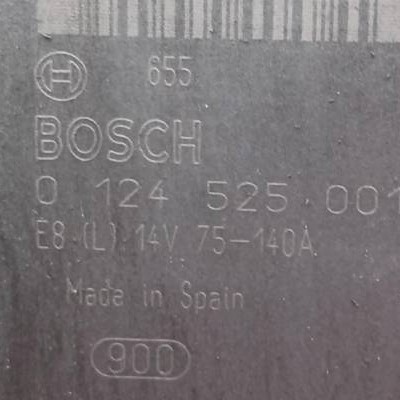 655
BOSCH
0 124 525 001
E8 (L) 14V 75-140A
Made in Spain
900